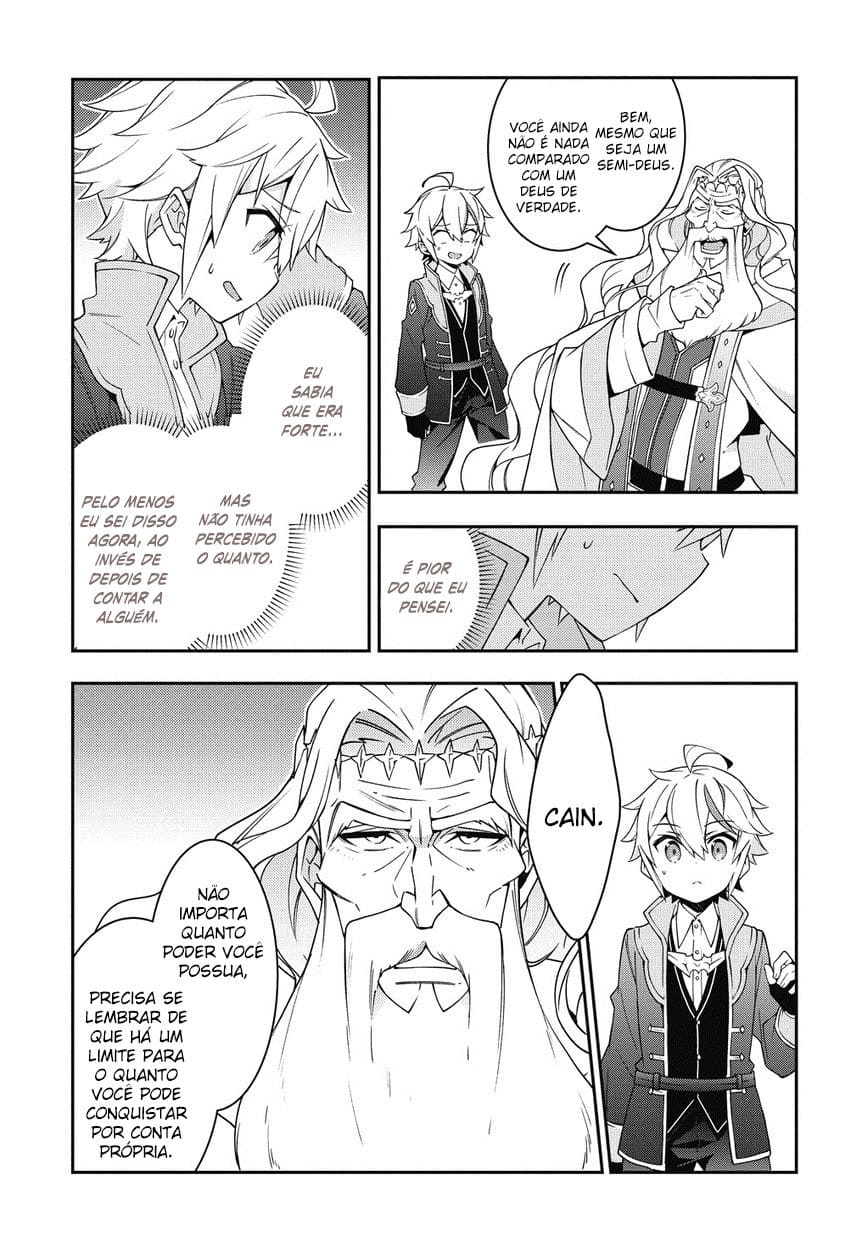 BEM,
MESMO QUE
SEJA UM
SEMI-DEUS.
VOCÊ AINDA
NÃO É NADA
COMPARADO
COM UM
DEUS DE
VERDADE.
É PIOR
DO QUE EU
PENSEI.
EU
SABIA
QUE ERA
FORTE...
MAS
NÃO TINHA
PERCEBIDO
O QUANTO.
PELO MENOS
EU SEI DISSO
AGORA, AO
INVÉS DE
DEPOIS DE
CONTAR A
ALGUÉM.
CAIN.
NÃO
IMPORTA
QUANTO
PODER VOCÊ
POSSUA,
PRECISA SE
LEMBRAR DE
QUE HÁ UM
LIMITE PARA
O QUANTO
VOCÊ PODE
CONQUISTAR
POR CONTA
PRÓPRIA.